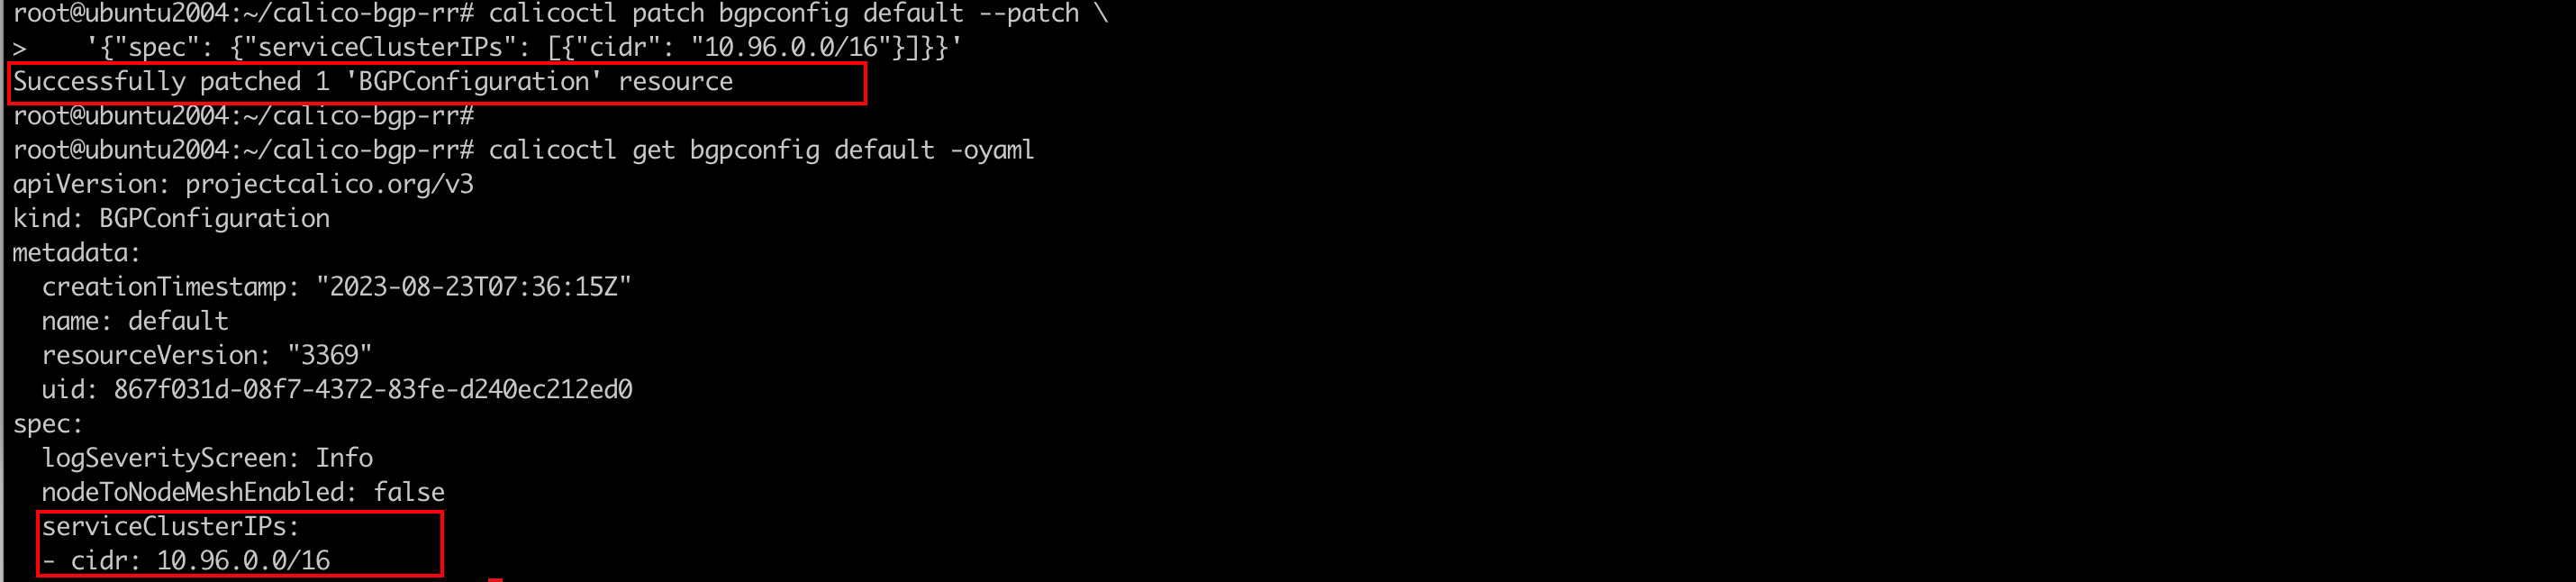 root@ubuntu2004:~/calico-bgp-rr# calicoctl patch bgpconfig default --patch \
>    '{"spec": {"serviceClusterIPs": [{"cidr": "10.96.0.0/16"}]}}'
Successfully patched 1 'BGPConfiguration' resource
root@ubuntu2004:~/calico-bgp-rr#
root@ubuntu2004:~/calico-bgp-rr# calicoctl get bgpconfig default -oyaml
apiVersion: projectcalico.org/v3
kind: BGPConfiguration
metadata:
  creationTimestamp: "2023-08-23T07:36:15Z"
  name: default
  resourceVersion: "3369"
  uid: 867f031d-08f7-4372-83fe-d240ec212ed0
spec:
  logSeverityScreen: Info
  nodeToNodeMeshEnabled: false
  serviceClusterIPs:
  - cidr: 10.96.0.0/16